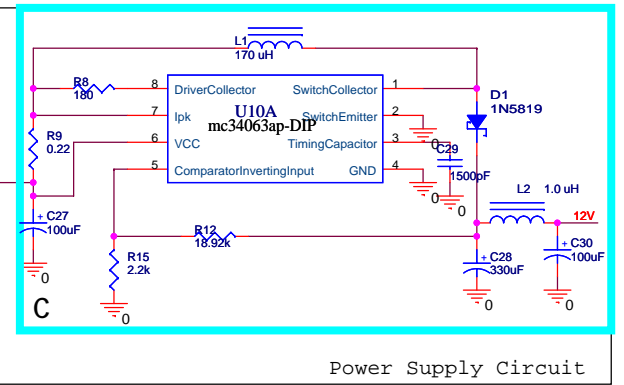 L1
170 uH
R8
180
8
DriverCollector
SwitchCollector
1
D1
1N5819
7
Ipk
U10A
mc34063ap-DIP
SwitchEmitter
2
0
R9
0.22
6
VCC
TimingCapacitor
3
C29
1500pF
5
ComparatorInvertingInput
GND
4
0
0
L2
1.0 uH
12V
C27
+
100uF
R12
18.92k
0
R15
2.2k
+
C28
330uF
+
C30
100uF
0
0
0
C
Power Supply Circuit